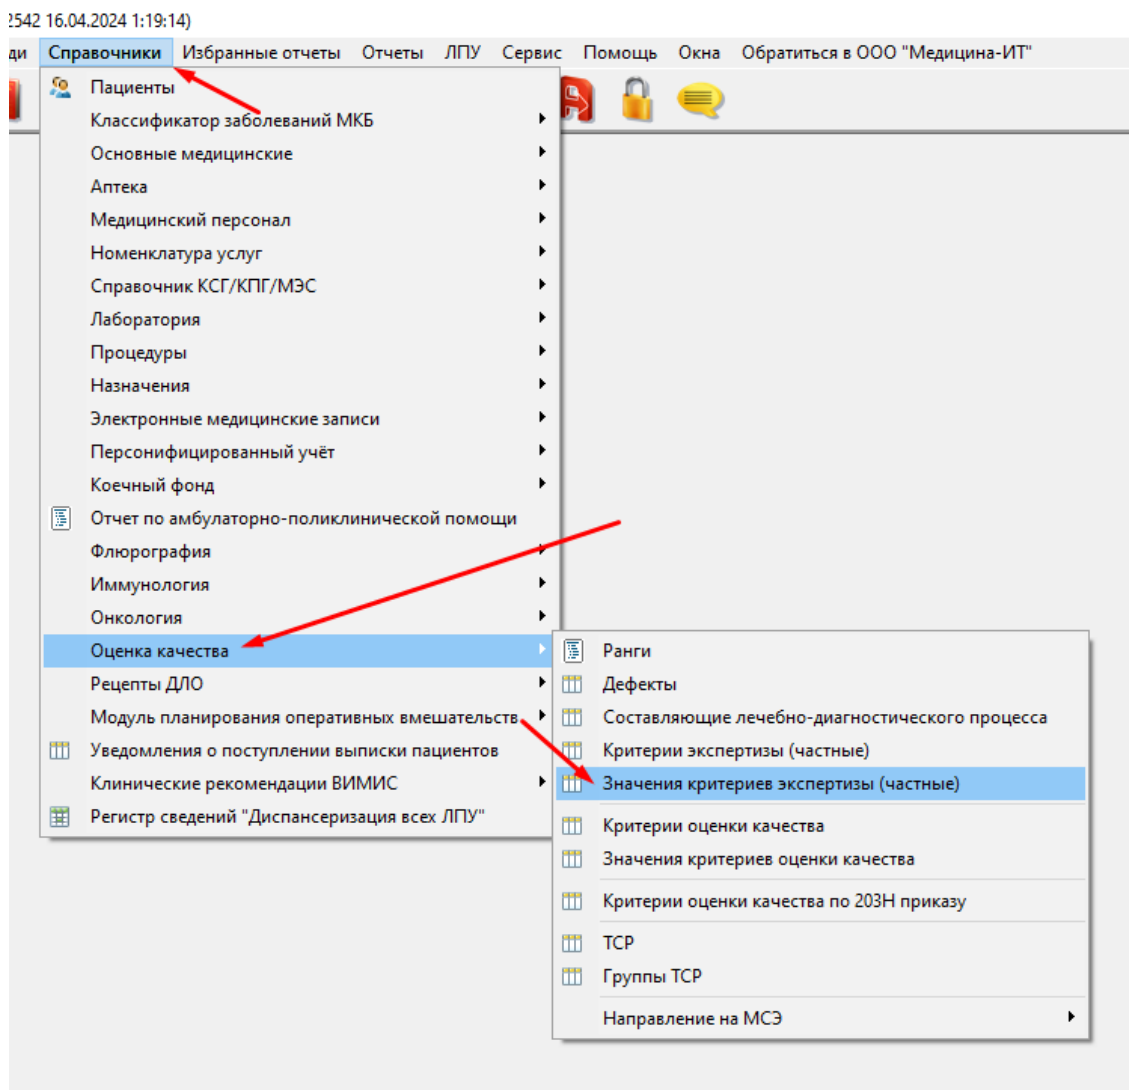 2542 16.04.2024 1:19:14)
ди Справочники Избранные отчеты Отчеты ЛПУ Сервис Помощь Окна Обратиться в ООО "Медицина-ИТ"
Пациенты
Классификатор заболеваний МКБ
Основные медицинские
Аптека
Медицинский персонал
Номенклатура услуг
Справочник КСГ/КПГ/МЭС
Лаборатория
Процедуры
Назначения
Электронные медицинские записи
Персонифицированный учёт
Коечный фонд
Отчет по амбулаторно-поликлинической помощи
Флюрография
Иммунология
Онкология
Оценка качества
Рецепты ДЛО
Модуль планирования оперативных вмешательств
Уведомления о поступлении выписки пациентов
Клинические рекомендации ВИМИС
Регистр сведений "Диспансеризация всех ЛПУ"
Ранги
Дефекты
Составляющие лечебно-диагностического процесса
Критерии экспертизы (частные)
Значения критериев экспертизы (частные)
Критерии оценки качества
Значения критериев оценки качества
Критерии оценки качества по 203Н приказу
ТСР
Группы ТСР
Направление на МСЭ